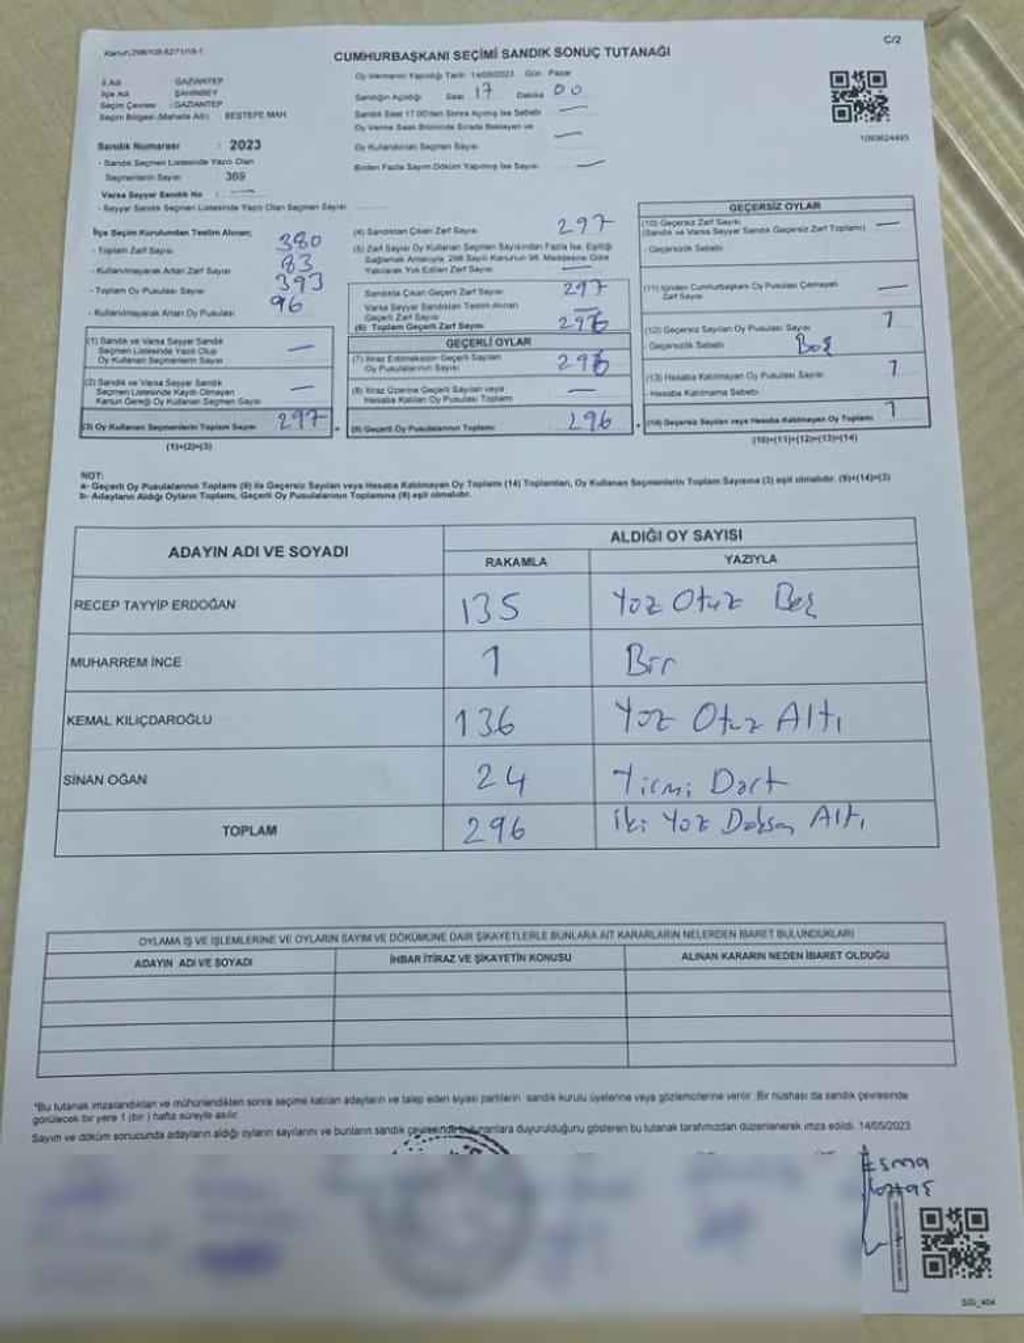 C/2
CUMHURBAŞKANI SEÇİMİ SANDIK SONUÇ TUTANAĞI
İl Adı : GAZİANTEP
İlçe Adı : ŞAHİNBEY
Seçim Çevresi : GAZİANTEP
Seçim Bölgesi (Mahalle Adı) : BEŞTEPE MAH.
Oy Vermenin Yapıldığı Tarih: 14/05/2023 Gün: Pazar
Sandığın Açıldığı Saat 17 Dakika 00
Sandık Saat 17.00'den Sonra Açılmış İse Sebebi —
Oy Verme Saati Bitiminde Sırada Bekleyen ve
Oy Kullandırılan Seçmen Sayısı —
Birden Fazla Sayım Döküm Yapılmış İse Sayısı —
Sandık Numarası : 2023
- Sandık Seçmen Listesinde Yazılı Olan
Seçmenlerin Sayısı 369
Varsa Seyyar Sandık No : —
- Seyyar Sandık Seçmen Listesinde Yazılı Olan Seçmen Sayısı
İlçe Seçim Kurulundan Teslim Alınan;
- Toplam Zarf Sayısı 380
- Kullanılmayarak Artan Zarf Sayısı 83
- Toplam Oy Pusulası Sayısı 393
- Kullanılmayarak Artan Oy Pusulası 96
(1) Sandık ve Varsa Seyyar Sandık
Seçmen Listesinde Yazılı Olup
Oy Kullanan Seçmenlerin Sayısı —
(2) Sandık ve Varsa Seyyar Sandık
Seçmen Listesinde Kaydı Olmayan
Kanun Gereği Oy Kullanan Seçmen Sayısı —
(3) Oy Kullanan Seçmenlerin Toplam Sayısı 297
(1)+(2)=(3)
(4) Sandıktan Çıkan Zarf Sayısı 297
(5) Zarf Sayısı Oy Kullanan Seçmen Sayısından Fazla İse, Eşitliği
Sağlamak Amacıyla; 298 Sayılı Kanunun 98. Maddesine Göre
Yakılarak Yok Edilen Zarf Sayısı —
Sandıkta Çıkan Geçerli Zarf Sayısı 297
Varsa Seyyar Sandıktan Teslim Alınan
Geçerli Zarf Sayısı —
(6) Toplam Geçerli Zarf Sayısı
GEÇERLİ OYLAR
(7) İtiraz Edilmeksizin Geçerli Sayılan
Oy Pusulalarının Sayısı 296
(8) İtiraz Üzerine Geçerli Sayılan veya
Hesaba Katılan Oy Pusulası Toplamı —
(9) Geçerli Oy Pusulalarının Toplamı 296
GEÇERSİZ OYLAR
(10) Geçersiz Zarf Sayısı
(Sandık ve Varsa Seyyar Sandık Geçersiz Zarf Toplamı) —
- Geçersizlik Sebebi
(11) İçinden Cumhurbaşkanı Oy Pusulası Çıkmayan
Zarf Sayısı —
(12) Geçersiz Sayılan Oy Pusulası Sayısı 1
Geçersizlik Sebebi Boş
(13) Hesaba Katılmayan Oy Pusulası Sayısı 1
- Hesaba Katılmama Sebebi
(14) Geçersiz Sayılan veya Hesaba Katılmayan Oy Toplamı 1
(10)+(11)+(12)+(13)=(14)
NOT:
a- Geçerli Oy Pusulalarının Toplamı (9) ile Geçersiz Sayılan veya Hesaba Katılmayan Oy Toplamı (14) Toplamları, Oy Kullanan Seçmenlerin Toplam Sayısına (3) eşit olmalıdır. (9)+(14)=(3)
b- Adayların Aldığı Oyların Toplamı, Geçerli Oy Pusulalarının Toplamına (9) eşit olmalıdır.
ADAYIN ADI VE SOYADI
ALDIĞI OY SAYISI
RAKAMLA YAZIYLA
RECEP TAYYİP ERDOĞAN 135 Yoz Otuz Beş
MUHARREM İNCE 1 Bir
KEMAL KILIÇDAROĞLU 136 Yoz Otuz Altı
SİNAN OĞAN 24 Yirmi Dört
TOPLAM 296 iki Yoz Doksan Altı
OYLAMA İŞ VE İŞLEMLERİNE VE OYLARIN SAYIM VE DÖKÜMÜNE DAİR ŞİKAYETLERLE BUNLARA AİT KARARLARIN NELERDEN İBARET BULUNDUKLARI
ADAYIN ADI VE SOYADI İHBAR İTİRAZ VE ŞİKAYETİN KONUSU ALINAN KARARIN NEDEN İBARET OLDUĞU
*Bu tutanak imzalandıktan ve mühürlendikten sonra seçime katılan adayların ve talep eden siyasi partilerin sandık kurulu üyelerine veya gözlemcilerine verilir. Bir nüshası da sandık çevresinde
görülecek bir yere 1 (bir) hafta süreyle asılır.
Sayım ve döküm sonucunda adayların aldığı oyların sayılarını ve bunların sandık çevresinde bulunanlara duyurulduğunu gösteren bu tutanak tarafımızdan düzenlenerek imza edildi. 14/05/2023
Esma